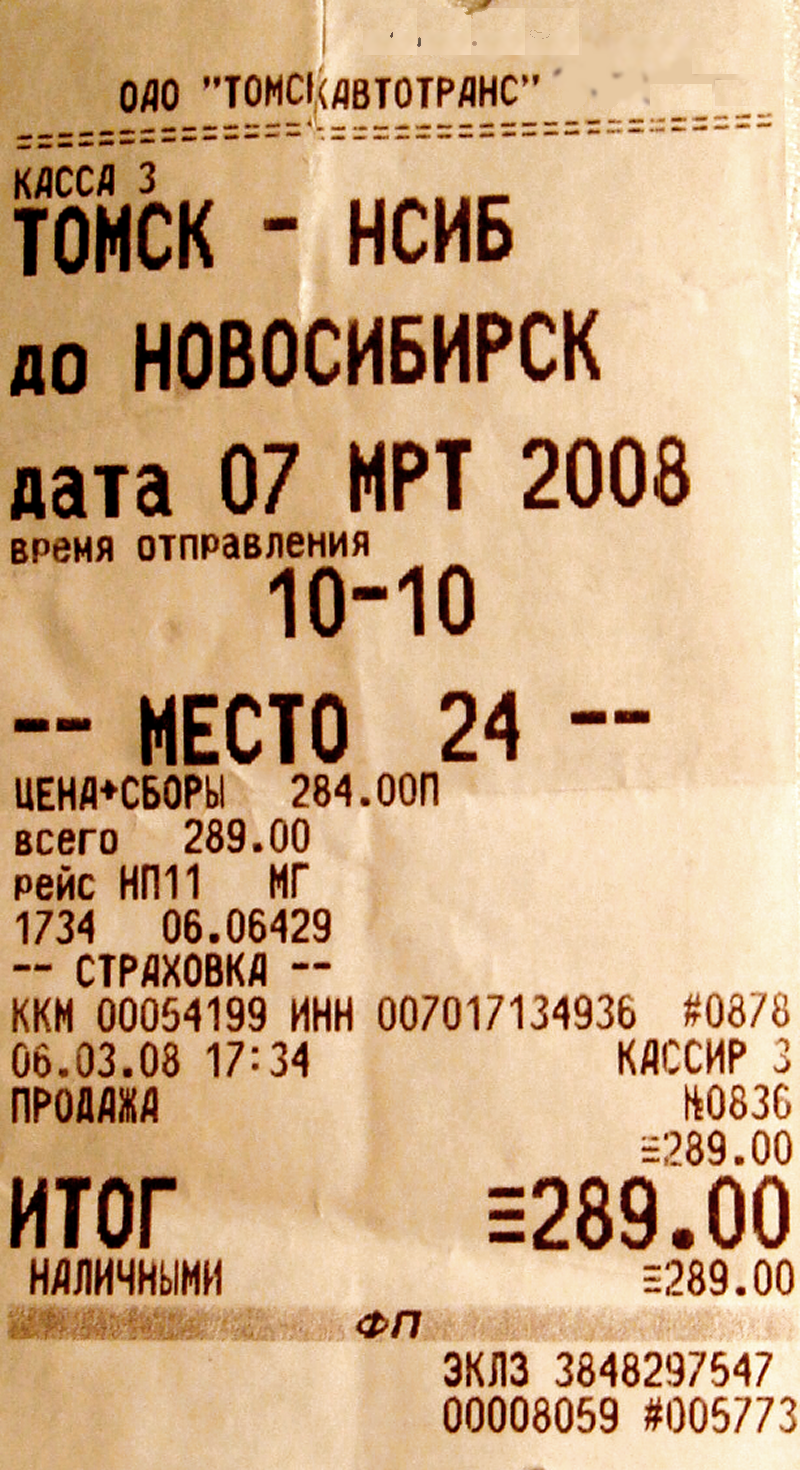 ОАО "ТОМСКАВТОТРАНС"
================================
КАССА 3
ТОМСК - НСИБ
до НОВОСИБИРСК
дата 07 МРТ 2008
время отправления
10-10
-- МЕСТО 24 --
ЦЕНА+СБОРЫ 284.00П
всего 289.00
рейс НП11 МГ
1734 06.06429
-- СТРАХОВКА --
ККМ 00054199 ИНН 007017134936 #0878
06.03.08 17:34 КАССИР 3
ПРОДАЖА №0836
≡289.00
ИТОГ ≡289.00
НАЛИЧНЫМИ ≡289.00
ФП
ЭКЛЗ 3848297547
00008059 #005773